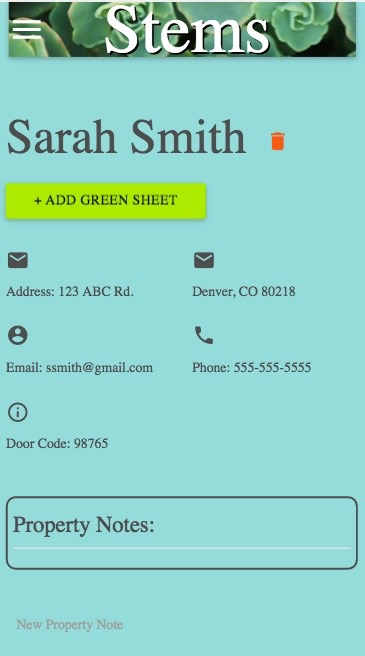 Stems
Sarah Smith
+ ADD GREEN SHEET
Address: 123 ABC Rd.
Denver, CO 80218
Email: ssmith@gmail.com
Phone: 555-555-5555
Door Code: 98765
Property Notes:
New Property Note